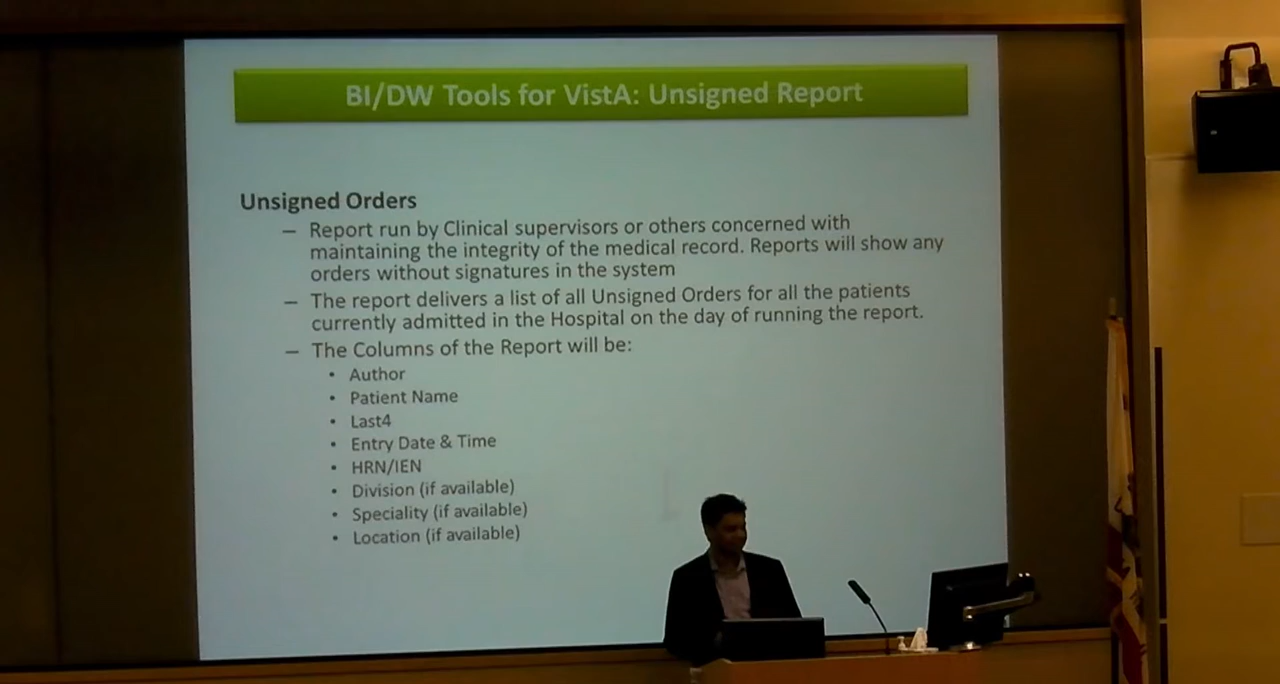 BI/DW Tools for VistA: Unsigned Report
Unsigned Orders
– Report run by Clinical supervisors or others concerned with
maintaining the integrity of the medical record. Reports will show any
orders without signatures in the system
– The report delivers a list of all Unsigned Orders for all the patients
currently admitted in the Hospital on the day of running the report.
– The Columns of the Report will be:
• Author
• Patient Name
• Last4
• Entry Date & Time
• HRN/IEN
• Division (if available)
• Speciality (if available)
• Location (if available)